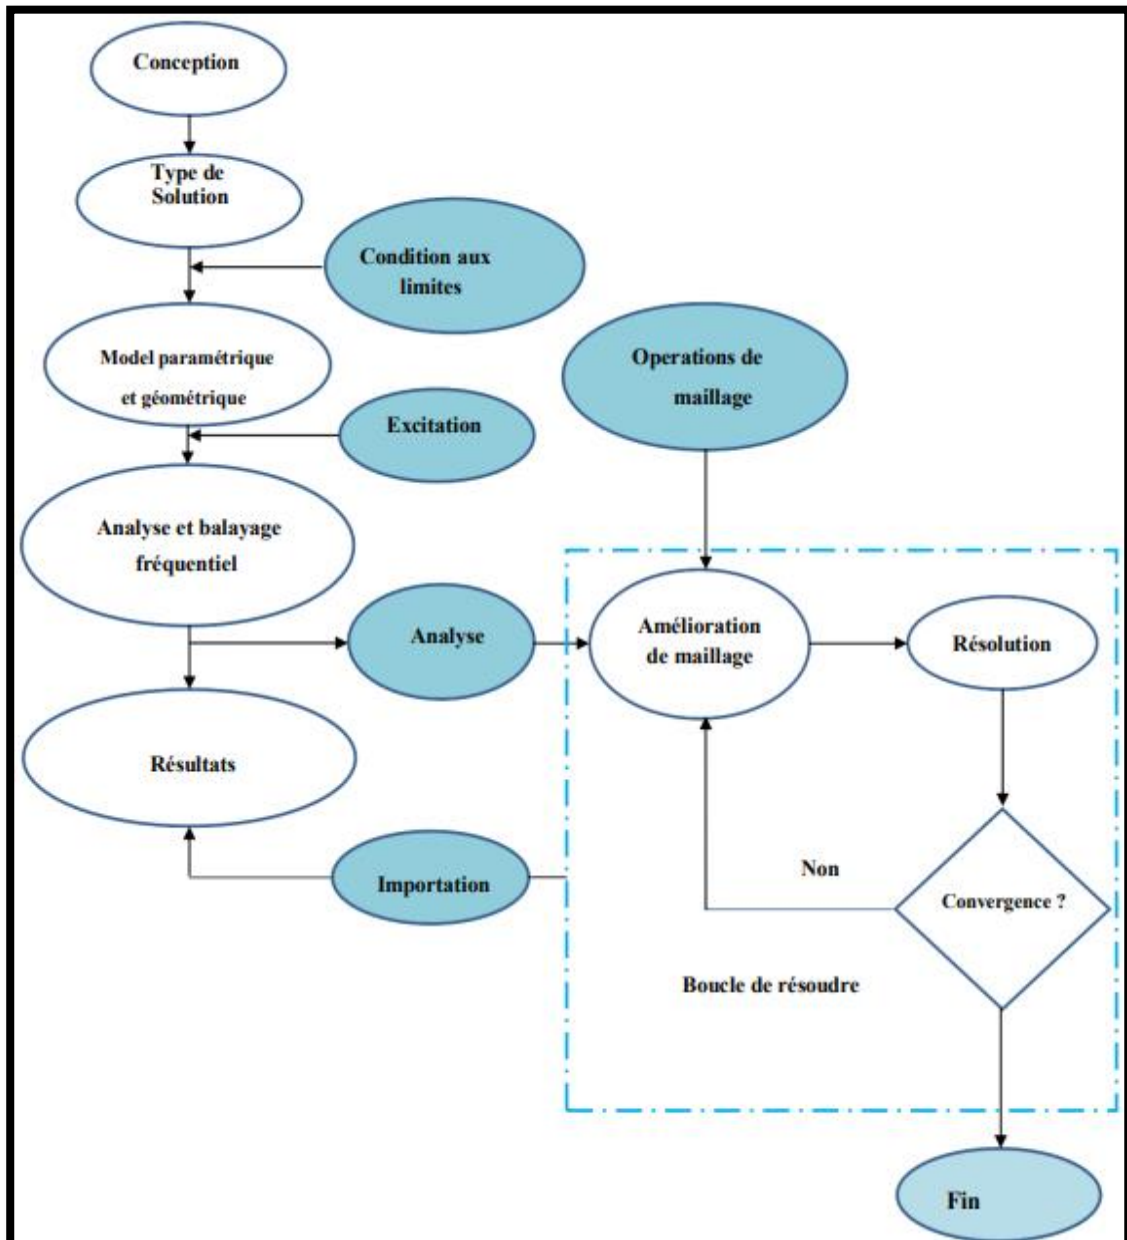 Conception
Type de
Solution
Condition aux
limites
Model paramétrique
et géométrique
Operations de
maillage
Excitation
Analyse et balayage
fréquentiel
Analyse
Amélioration
de maillage
Résolution
Résultats
Importation
Non
Convergence ?
Boucle de résoudre
Fin